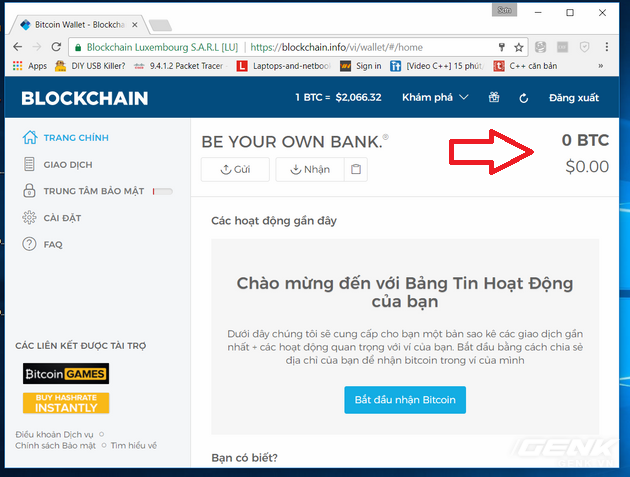 Sơn
Bitcoin Wallet - Blockchain
Blockchain Luxembourg S.A.R.L [LU] https://blockchain.info/vi/wallet/#/home
Apps DIY USB Killer? 9.4.1.2 Packet Tracer Laptops-and-netboo Sign in [Video C++] 15 phút C++ căn bản »
BLOCKCHAIN 1 BTC = $2,066.32 Khám phá Đăng xuất
TRANG CHÍNH
GIAO DỊCH
TRUNG TÂM BẢO MẬT
CÀI ĐẶT
FAQ
CÁC LIÊN KẾT ĐƯỢC TÀI TRỢ
Bitcoin GAMES
BUY HASHRATE
INSTANTLY
Điều khoản Dịch vụ
Chính sách Bảo mật Tìm hiểu về
BE YOUR OWN BANK.®
0 BTC
$0.00
Gửi Nhận
Các hoạt động gần đây
Chào mừng đến với Bảng Tin Hoạt Động
của bạn
Dưới đây chúng tôi sẽ cung cấp cho bạn một bản sao kê các giao dịch gần
nhất + các hoạt động quan trọng với ví của bạn. Bắt đầu bằng cách chia sẻ
địa chỉ của bạn để nhận bitcoin trong ví của mình
Bắt đầu nhận Bitcoin
Bạn có biết?
GENK